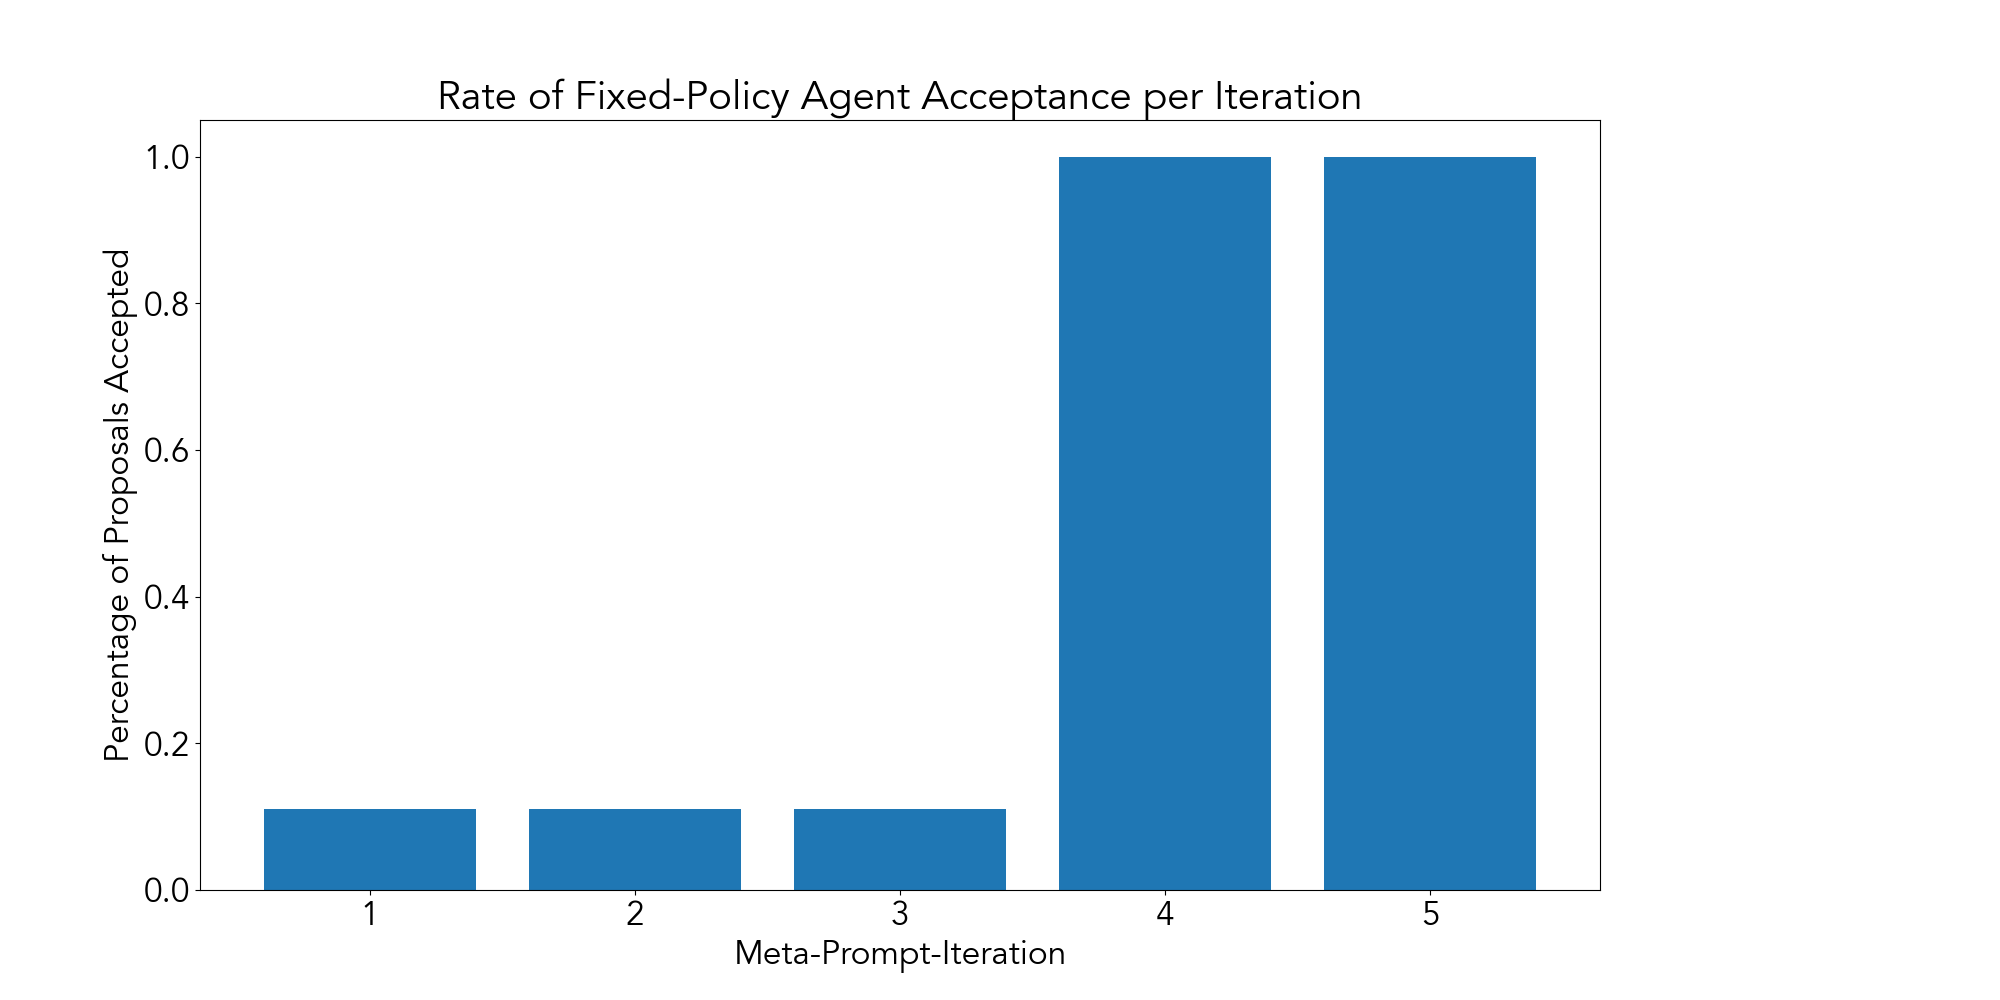 Rate of Fixed-Policy Agent Acceptance per Iteration
Percentage of Proposals Accepted
1.0
0.8
0.6
0.4
0.2
0.0
1 2 3 4 5
Meta-Prompt-Iteration